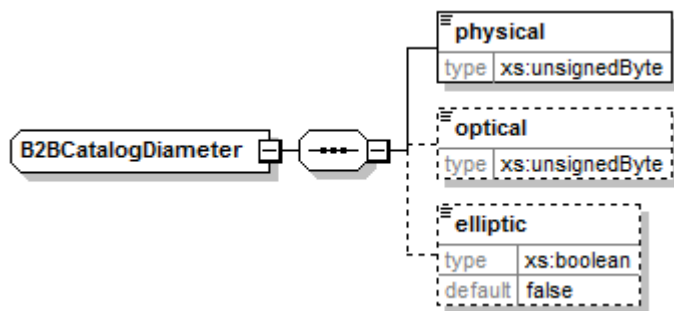 physical
type xs:unsignedByte
B2BCatalogDiameter
optical
type xs:unsignedByte
elliptic
type xs:boolean
default false